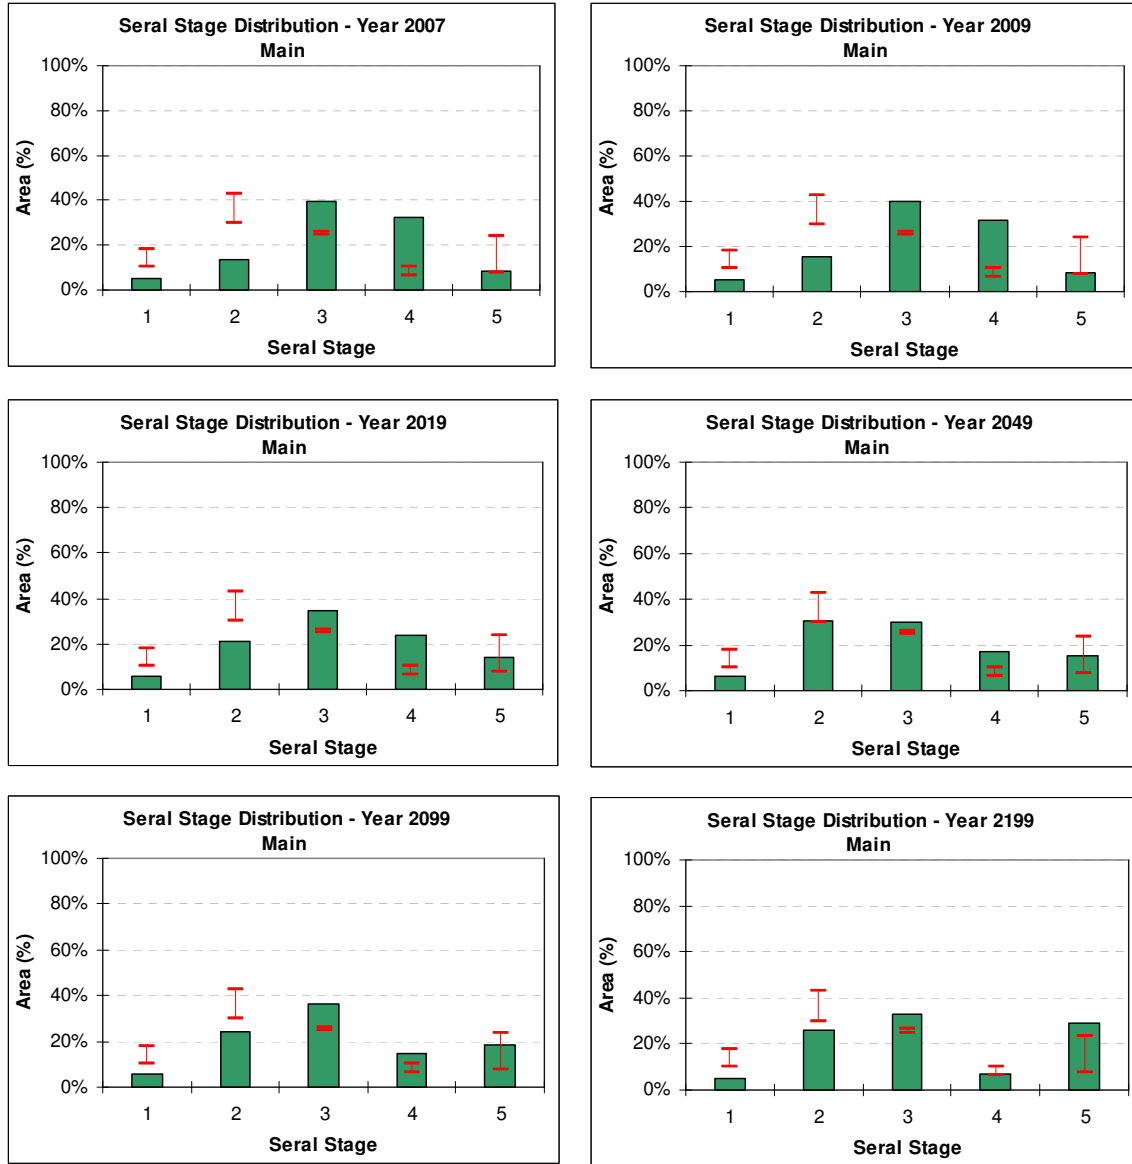 Seral Stage Distribution - Year 2007
Main
100%
80%
60%
40%
20%
0%
Area (%)
1 2 3 4 5
Seral Stage
Seral Stage Distribution - Year 2009
Main
100%
80%
60%
40%
20%
0%
Area (%)
1 2 3 4 5
Seral Stage
Seral Stage Distribution - Year 2019
Main
100%
80%
60%
40%
20%
0%
Area (%)
1 2 3 4 5
Seral Stage
Seral Stage Distribution - Year 2049
Main
100%
80%
60%
40%
20%
0%
Area (%)
1 2 3 4 5
Seral Stage
Seral Stage Distribution - Year 2099
Main
100%
80%
60%
40%
20%
0%
Area (%)
1 2 3 4 5
Seral Stage
Seral Stage Distribution - Year 2199
Main
100%
80%
60%
40%
20%
0%
Area (%)
1 2 3 4 5
Seral Stage